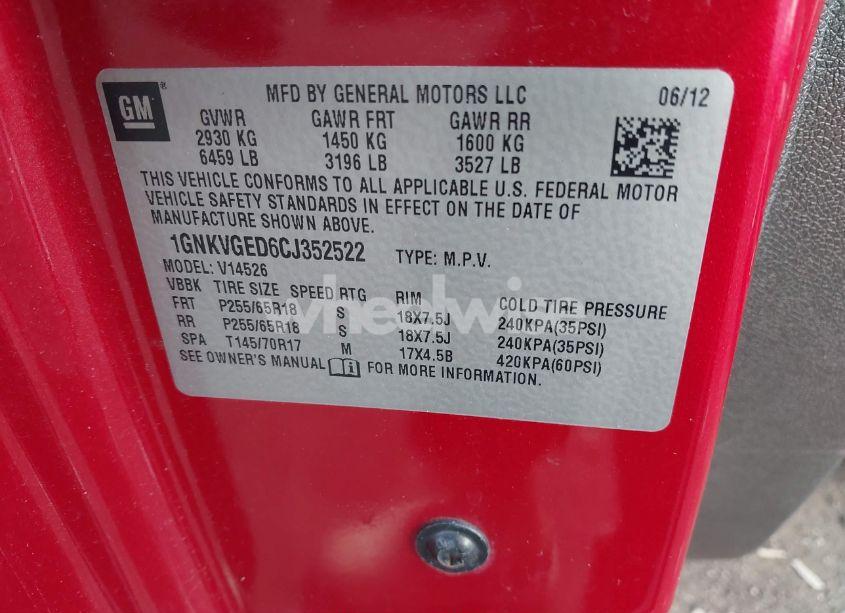 GM
MFD BY GENERAL MOTORS LLC 06/12
GVWR GAWR FRT GAWR RR
2930 KG 1450 KG 1600 KG
6459 LB 3196 LB 3527 LB
THIS VEHICLE CONFORMS TO ALL APPLICABLE U.S. FEDERAL MOTOR
VEHICLE SAFETY STANDARDS IN EFFECT ON THE DATE OF
MANUFACTURE SHOWN ABOVE.
1GNKVGED6CJ352522 TYPE: M.P.V.
MODEL: V14526
VBBK TIRE SIZE SPEED RTG RIM COLD TIRE PRESSURE
FRT P255/65R18 S 18X7.5J 240KPA(35PSI)
RR P255/65R18 S 18X7.5J 240KPA(35PSI)
SPA T145/70R17 M 17X4.5B 420KPA(60PSI)
SEE OWNER'S MANUAL FOR MORE INFORMATION.